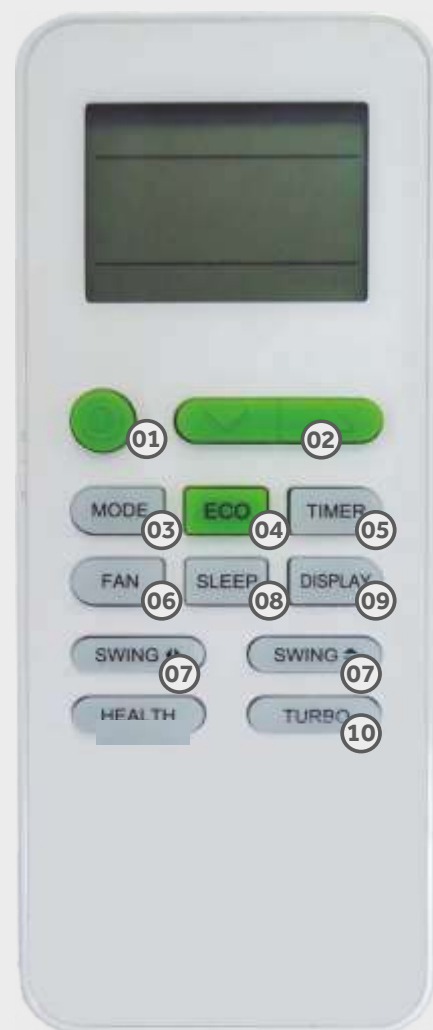 01 02
MODE 03 ECO 04 TIMER 05
FAN 06 SLEEP 08 DISPLAY 09
SWING 07 SWING 07
HEALTH TURBO 10